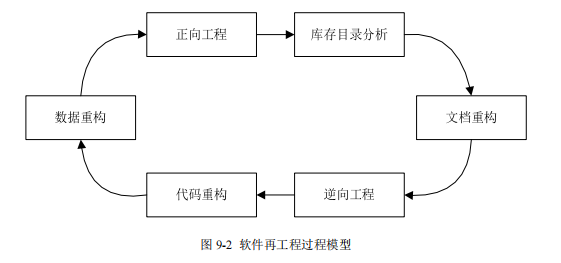 正向工程
库存目录分析
数据重构
文档重构
代码重构
逆向工程
图 9-2 软件再工程过程模型